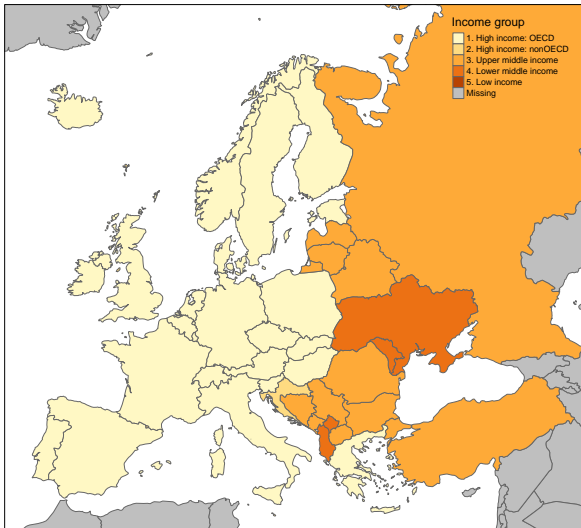 Income group
1. High income: OECD
2. High income: nonOECD
3. Upper middle income
4. Lower middle income
5. Low income
Missing